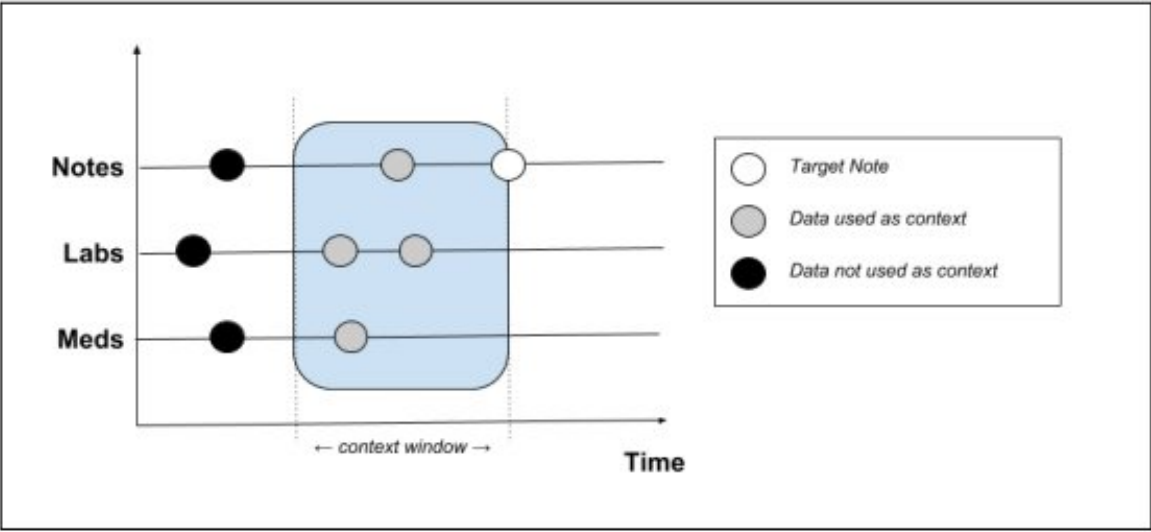 Notes
Labs
Meds
← context window →
Time
Target Note
Data used as context
Data not used as context